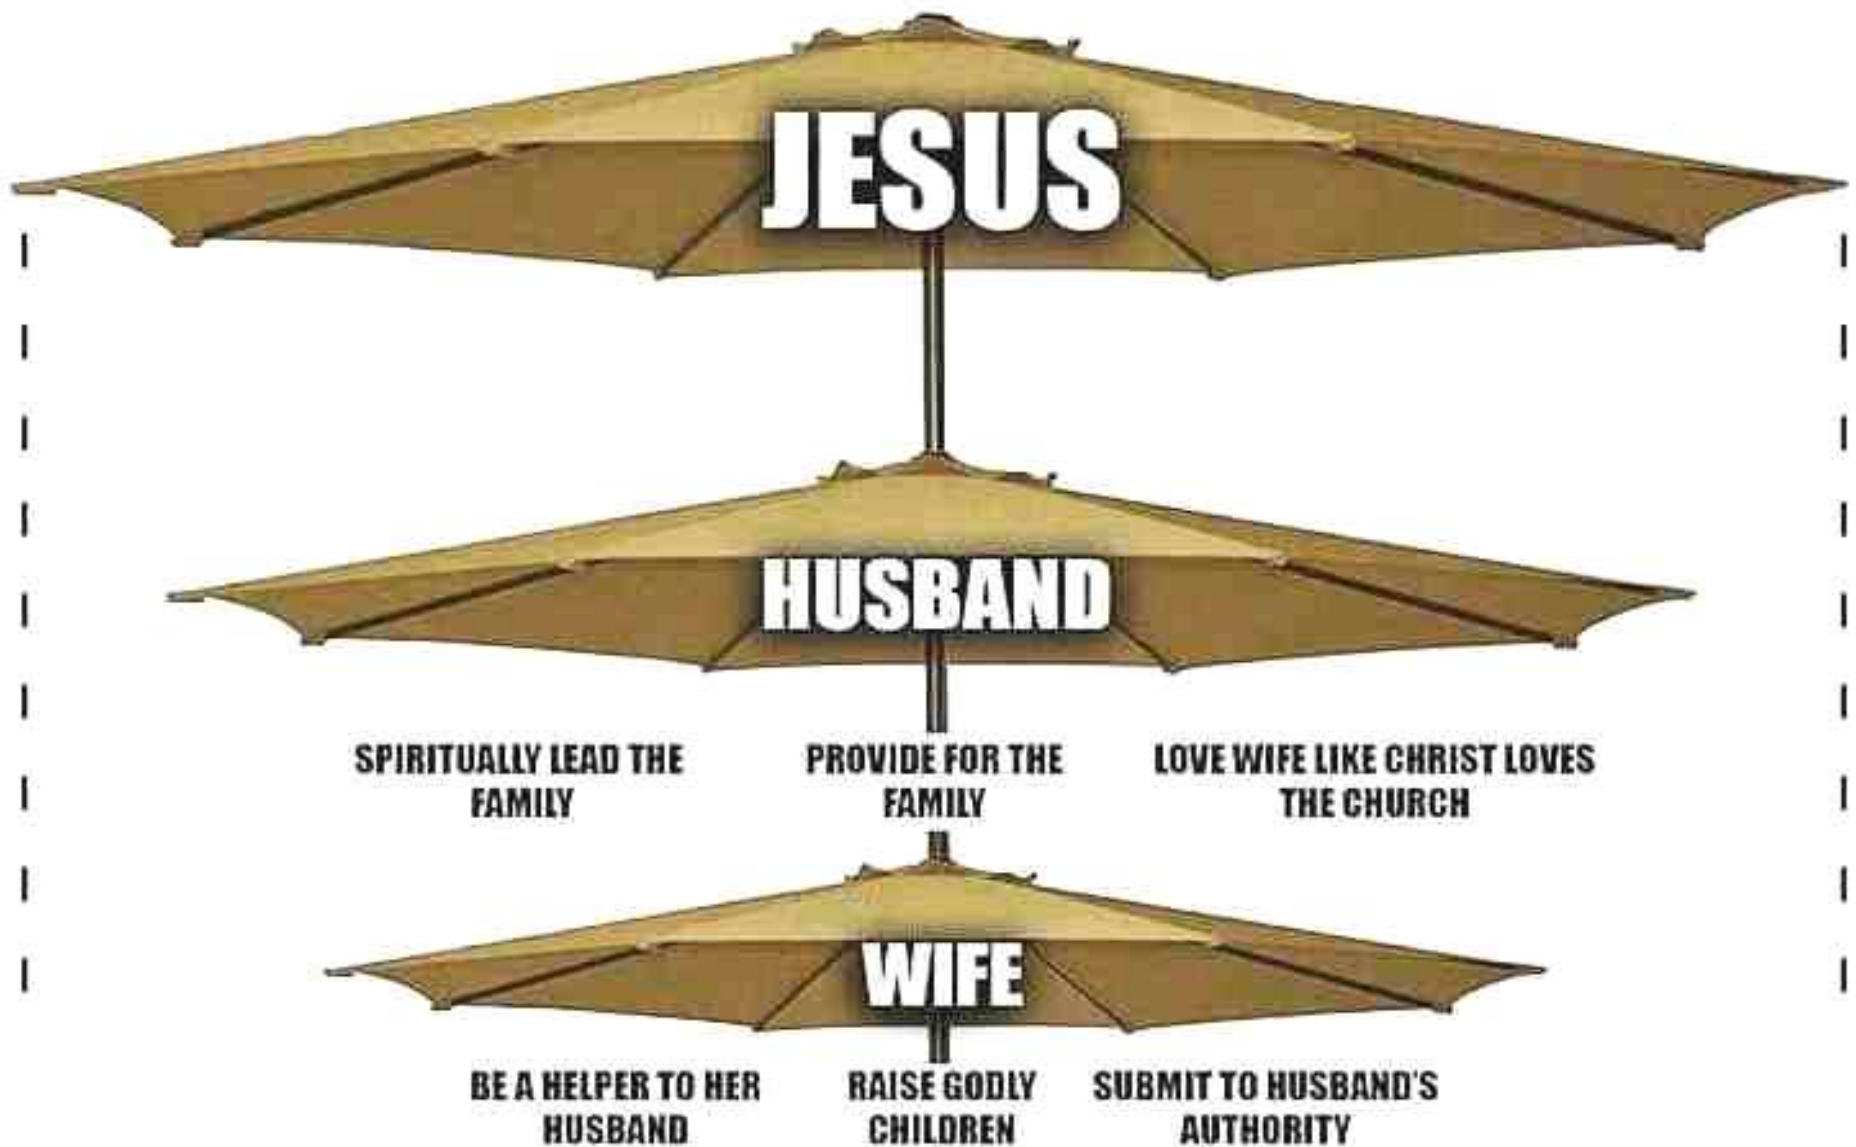 JESUS
HUSBAND
SPIRITUALLY LEAD THE
FAMILY
PROVIDE FOR THE
FAMILY
LOVE WIFE LIKE CHRIST LOVES
THE CHURCH
WIFE
BE A HELPER TO HER
HUSBAND
RAISE GODLY
CHILDREN
SUBMIT TO HUSBAND'S
AUTHORITY